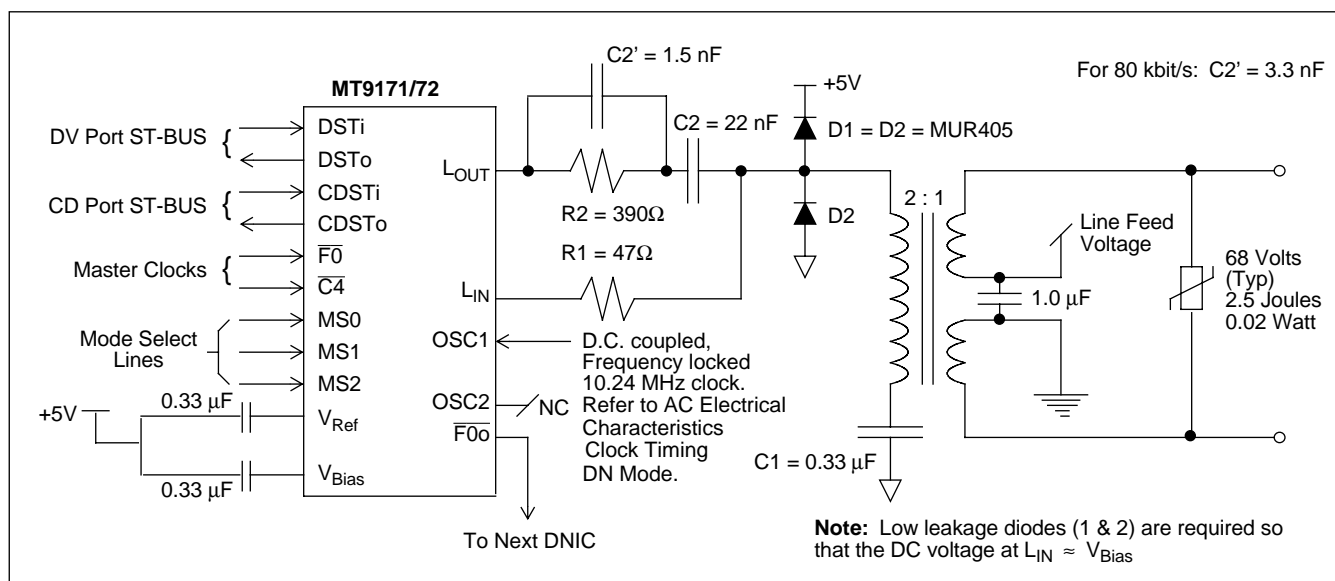 C2’ = 1.5 nF
For 80 kbit/s: C2’ = 3.3 nF
+5V
MT9171/72
D1 = D2 = MUR405
C2 = 22 nF
DV Port ST-BUS {
DSTi
DSTo
LOUT
CD Port ST-BUS {
CDSTi
CDSTo
R2 = 390Ω
D2
2 : 1
Line Feed
Voltage
Master Clocks {
F0
C4
R1 = 47Ω
LIN
68 Volts
(Typ)
2.5 Joules
0.02 Watt
1.0 µF
Mode Select
Lines
MS0
MS1
MS2
OSC1
D.C. coupled,
Frequency locked
10.24 MHz clock.
Refer to AC Electrical
Characteristics
Clock Timing
DN Mode.
OSC2
NC
F0o
+5V
0.33 µF
VRef
0.33 µF
VBias
C1 = 0.33 µF
To Next DNIC
Note: Low leakage diodes (1 & 2) are required so
that the DC voltage at LIN ≈ VBias